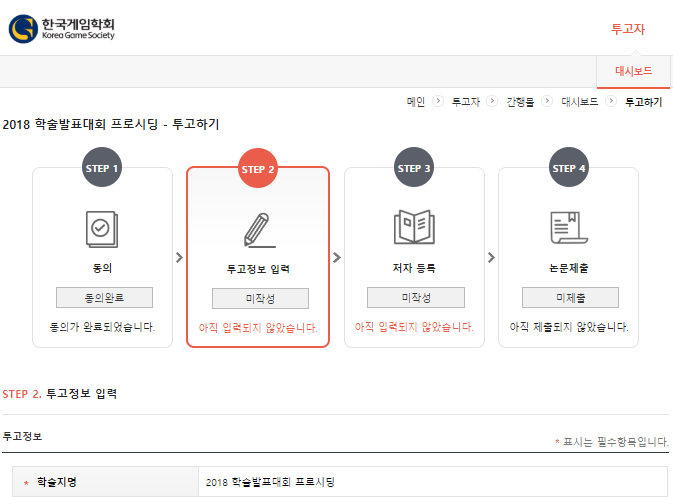 한국게임학회
Korea Game Society
투고자
대시보드
메인 투고자 간행물 대시보드 투고하기
2018 학술발표대회 프로시딩 - 투고하기
STEP 1
동의
동의완료
동의가 완료되었습니다.
STEP 2
투고정보 입력
미작성
아직 입력되지 않았습니다.
STEP 3
저자 등록
미작성
아직 입력되지 않았습니다.
STEP 4
논문제출
미제출
아직 제출되지 않았습니다.
STEP 2. 투고정보 입력
투고정보
* 표시는 필수항목입니다.
* 학술지명
2018 학술발표대회 프로시딩